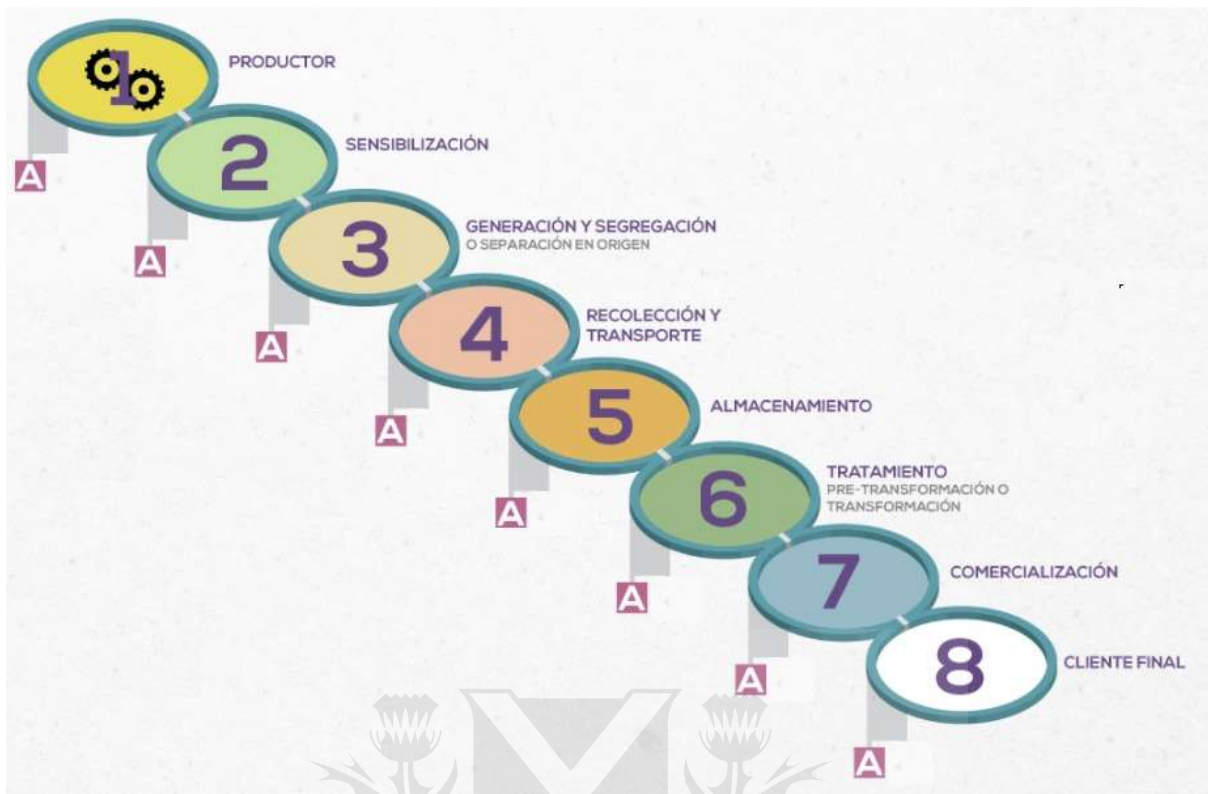 1
PRODUCTOR
A
2
SENSIBILIZACIÓN
A
3
GENERACIÓN Y SEGREGACIÓN
O SEPARACIÓN EN ORIGEN
A
4
RECOLECCIÓN Y
TRANSPORTE
A
5
ALMACENAMIENTO
A
6
TRATAMIENTO
PRE-TRANSFORMACIÓN O
TRANSFORMACIÓN
A
7
COMERCIALIZACIÓN
A
8
CLIENTE FINAL
A